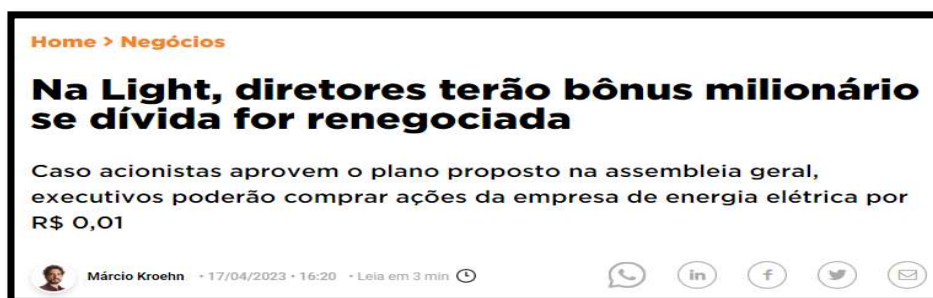 Home > Negócios
Na Light, diretores terão bônus milionário
se dívida for renegociada
Caso acionistas aprovem o plano proposto na assembleia geral,
executivos poderão comprar ações da empresa de energia elétrica por
R$ 0,01
Márcio Kroehn • 17/04/2023 • 16:20 • Leia em 3 min